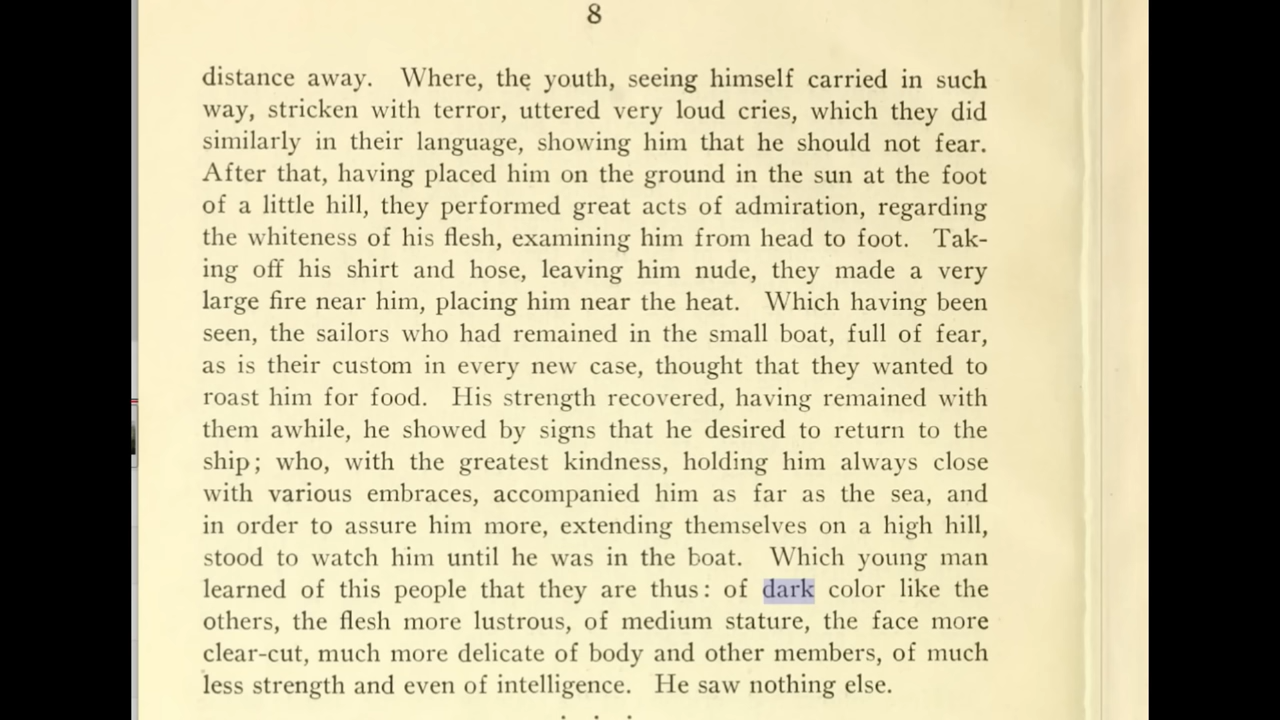 8
distance away. Where, the youth, seeing himself carried in such
way, stricken with terror, uttered very loud cries, which they did
similarly in their language, showing him that he should not fear.
After that, having placed him on the ground in the sun at the foot
of a little hill, they performed great acts of admiration, regarding
the whiteness of his flesh, examining him from head to foot. Tak-
ing off his shirt and hose, leaving him nude, they made a very
large fire near him, placing him near the heat. Which having been
seen, the sailors who had remained in the small boat, full of fear,
as is their custom in every new case, thought that they wanted to
roast him for food. His strength recovered, having remained with
them awhile, he showed by signs that he desired to return to the
ship; who, with the greatest kindness, holding him always close
with various embraces, accompanied him as far as the sea, and
in order to assure him more, extending themselves on a high hill,
stood to watch him until he was in the boat. Which young man
learned of this people that they are thus: of dark color like the
others, the flesh more lustrous, of medium stature, the face more
clear-cut, much more delicate of body and other members, of much
less strength and even of intelligence. He saw nothing else.